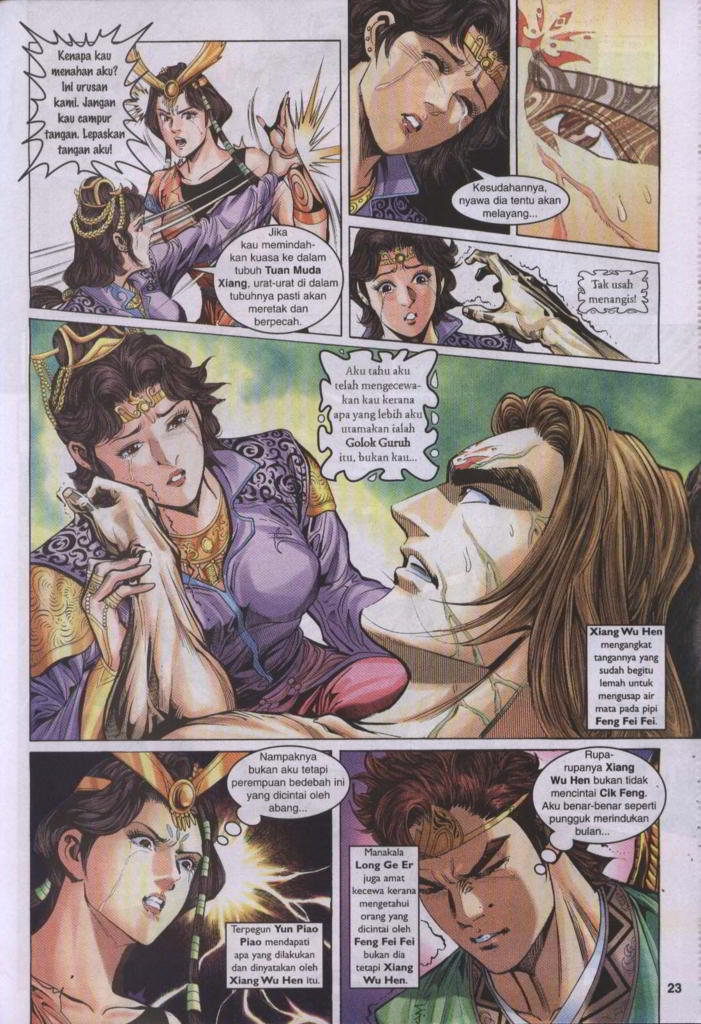 Kenapa kau
menahan aku?
Ini urusan
kami. Jangan
kau campur
tangan. Lepaskan
tangan aku!
Jika
kau memindah-
kan kuasa ke dalam
tubuh Tuan Muda
Xiang, urat-urat di dalam
tubuhnya pasti akan
meretak dan
berpecah.
Kesudahannya,
nyawa dia tentu akan
melayang...
Tak usah
menangis!
Aku tahu aku
telah mengecewa-
kan kau kerana
apa yang lebih aku
utamakan ialah
Golok Guruh
itu, bukan kau...
Xiang Wu Hen
mengangkat
tangannya yang
sudah begitu
lemah untuk
mengusap air
mata pada pipi
Feng Fei Fei.
Nampaknya
bukan aku tetapi
perempuan bedebah ini
yang dicintai oleh
abang...
Terpegun Yun Piao
Piao mendapati
apa yang dilakukan
dan dinyatakan oleh
Xiang Wu Hen itu.
Rupa-
rupanya Xiang
Wu Hen bukan tidak
mencintai Cik Feng.
Aku benar-benar seperti
pungguk merindukan
bulan...
Manakala
Long Ge Er
juga amat
kecewa kerana
mengetahui
orang yang
dicintai oleh
Feng Fei Fei
bukan dia
tetapi Xiang
Wu Hen.
23